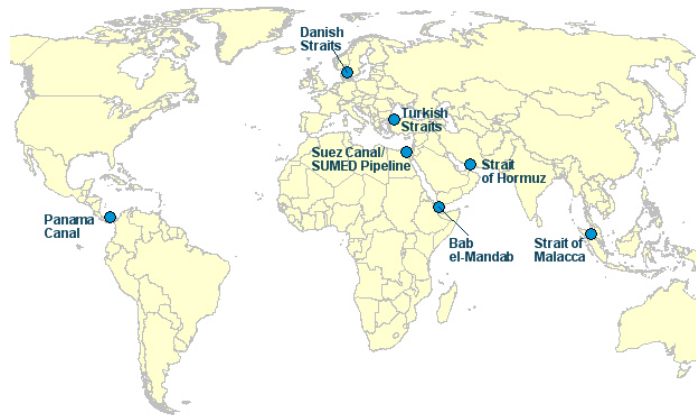 Danish
Straits
Turkish
Straits
Suez Canal/
SUMED Pipeline
Strait
of Hormuz
Panama
Canal
Bab
el-Mandab
Strait of
Malacca